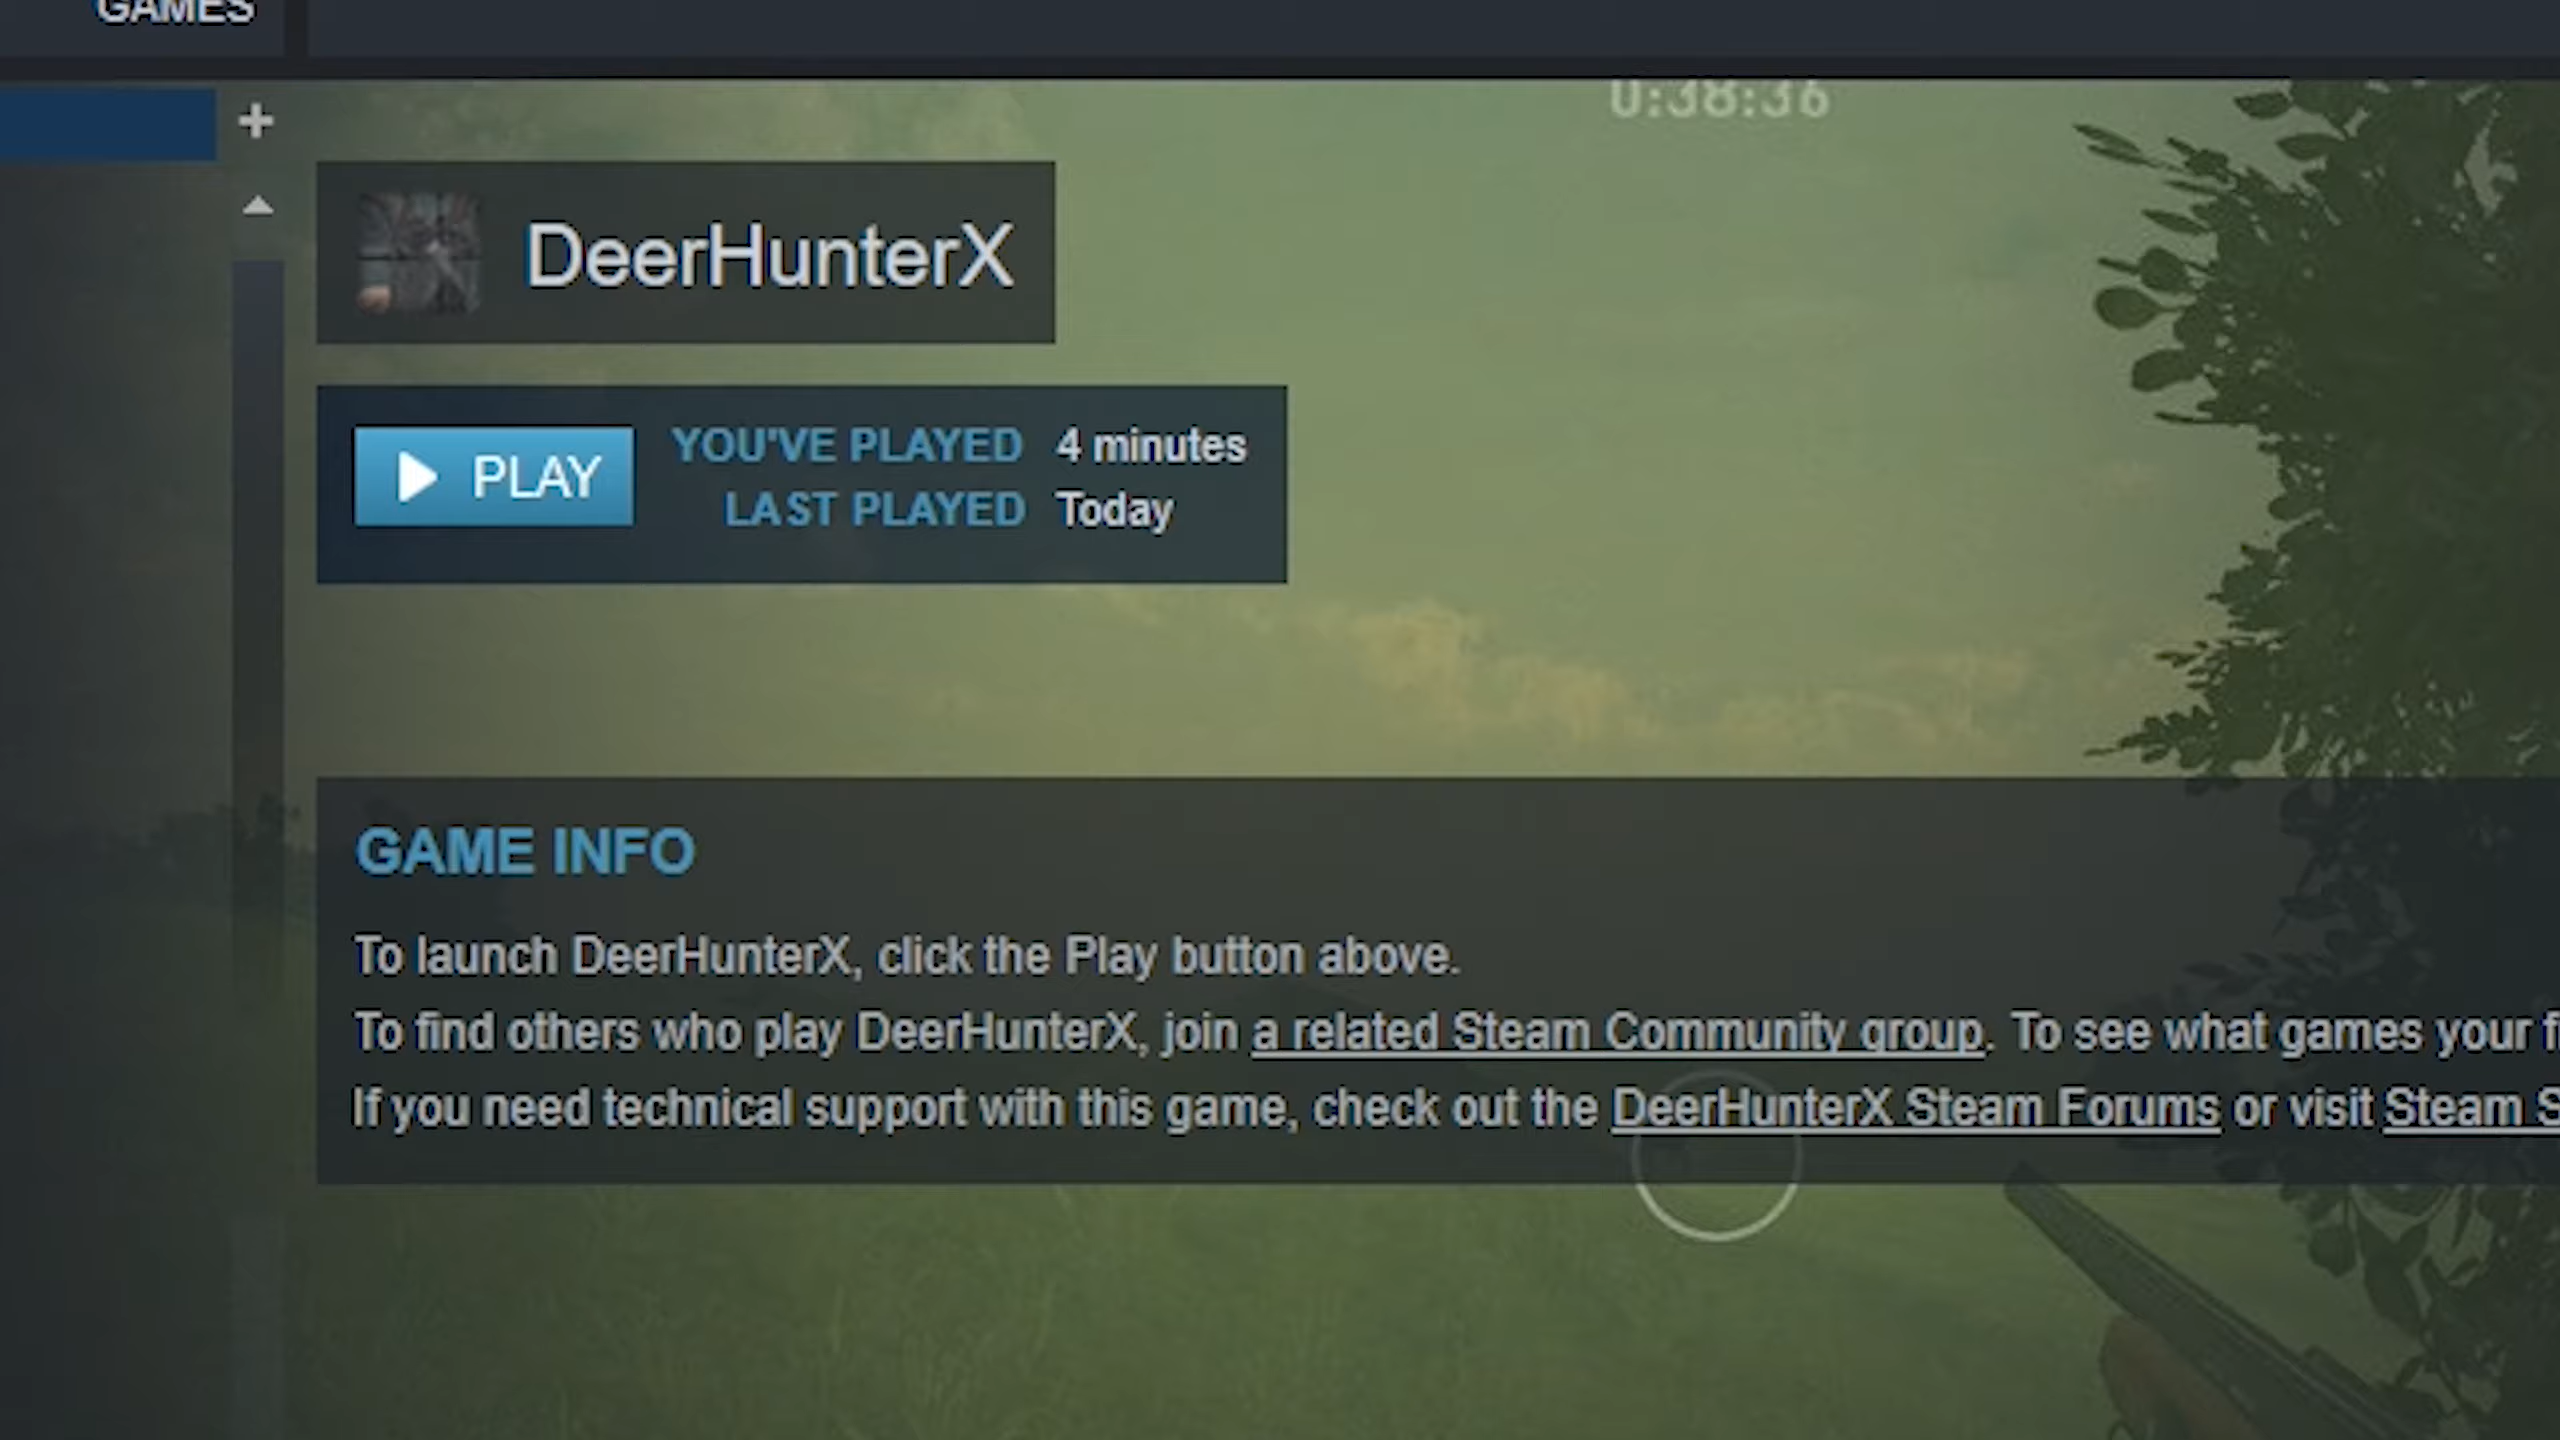 GAMES
0:38:36
+
DeerHunterX
PLAY
YOU'VE PLAYED 4 minutes
LAST PLAYED Today
GAME INFO
To launch DeerHunterX, click the Play button above.
To find others who play DeerHunterX, join a related Steam Community group. To see what games your
If you need technical support with this game, check out the DeerHunterX Steam Forums or visit Steam